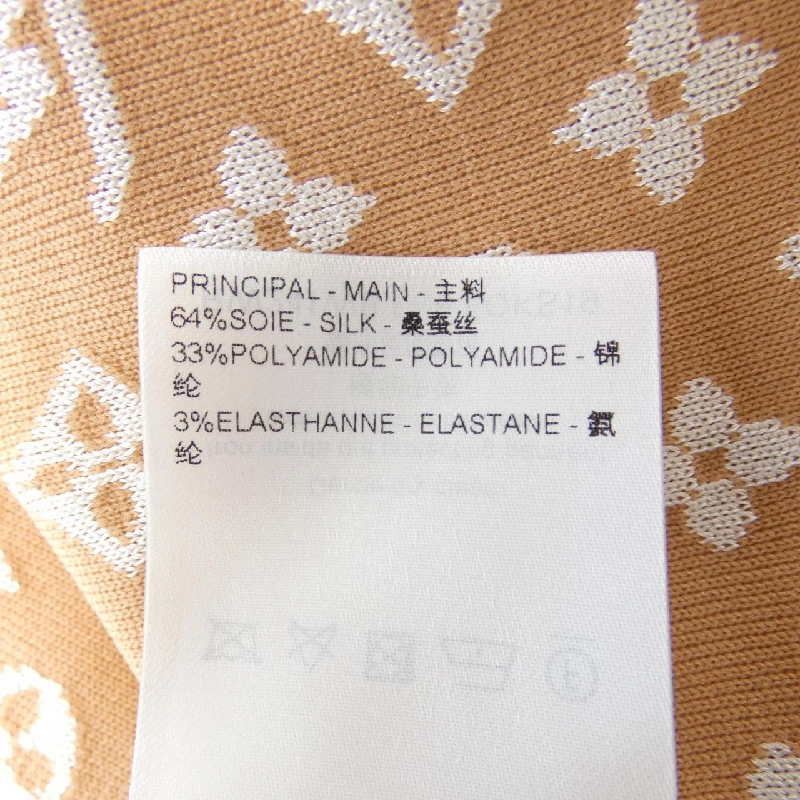 PRINCIPAL - MAIN - 主料
64%SOIE - SILK - 桑蚕丝
33%POLYAMIDE - POLYAMIDE - 锦
纶
3%ELASTHANNE - ELASTANE - 氨
纶